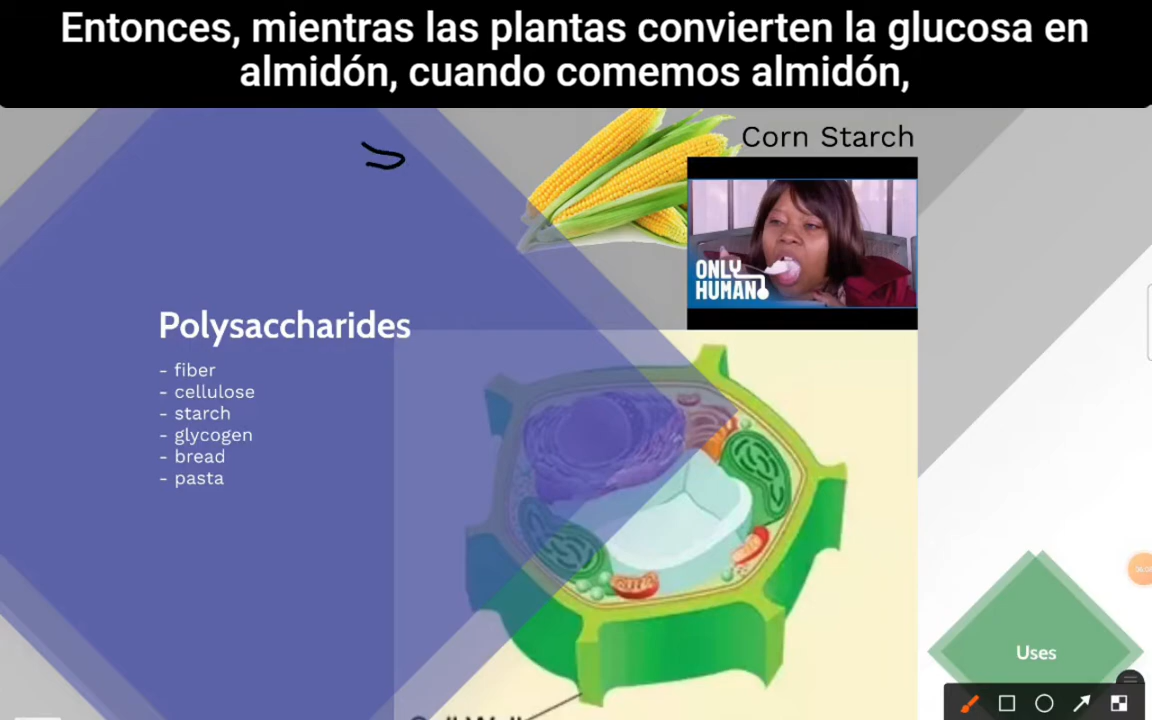 Entonces, mientras las plantas convierten la glucosa en
almidón, cuando comemos almidón,
Corn Starch
ONLY
HUMAN
Polysaccharides
- fiber
- cellulose
- starch
- glycogen
- bread
- pasta
Uses